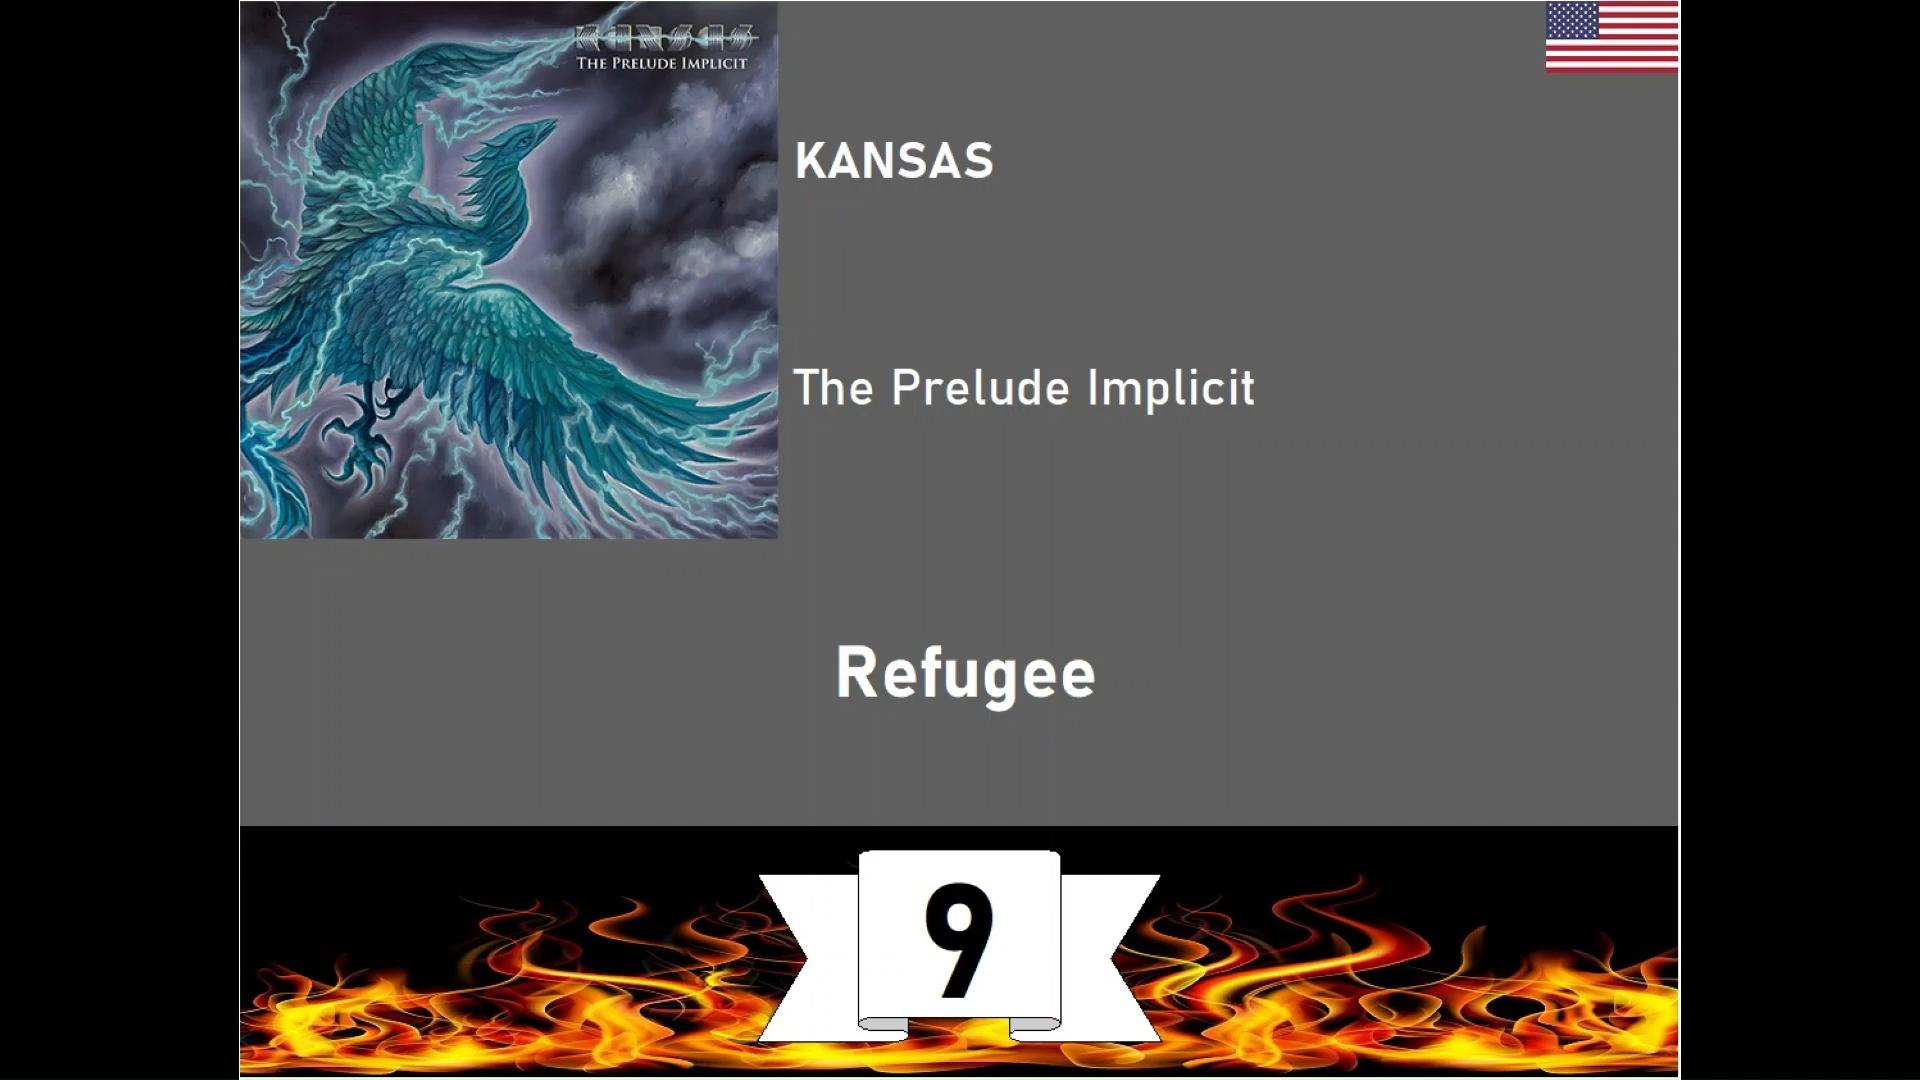 KANSAS
THE PRELUDE IMPLICIT
KANSAS
The Prelude Implicit
Refugee
9